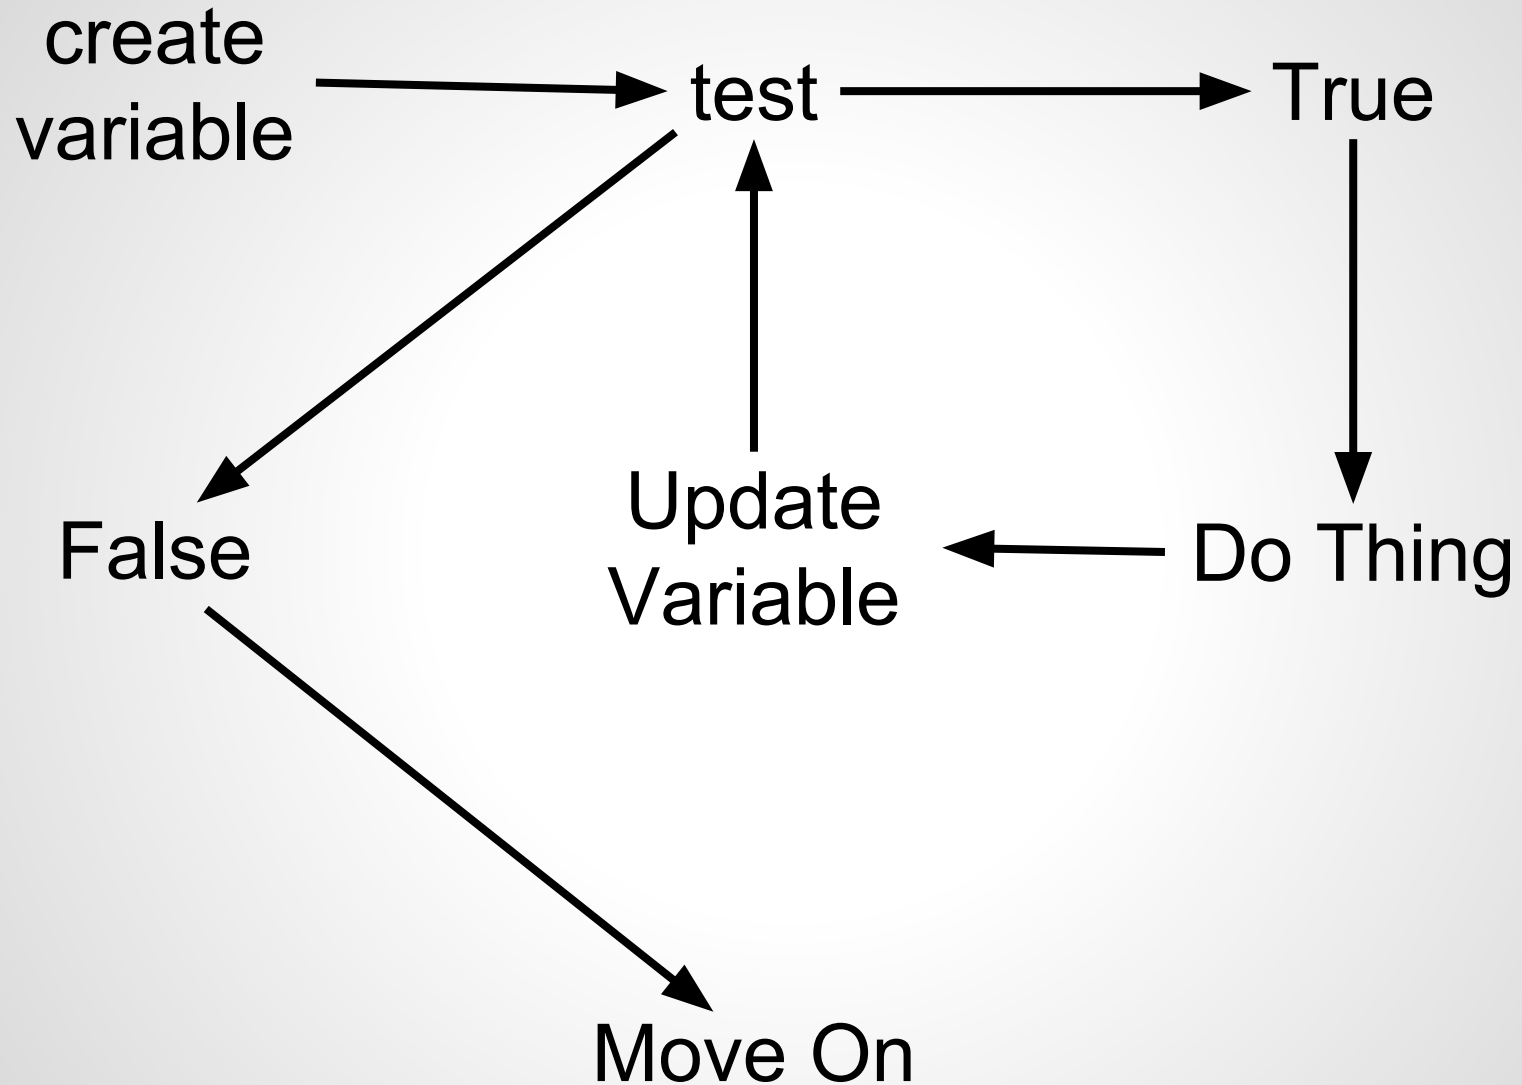 create
variable
test
True
False
Update
Variable
Do Thing
Move On